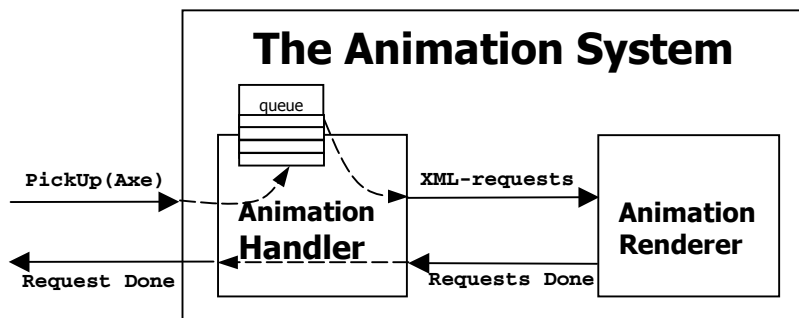 The Animation System
queue
PickUp(Axe)
XML-requests
Animation
Handler
Animation
Renderer
Request Done
Requests Done